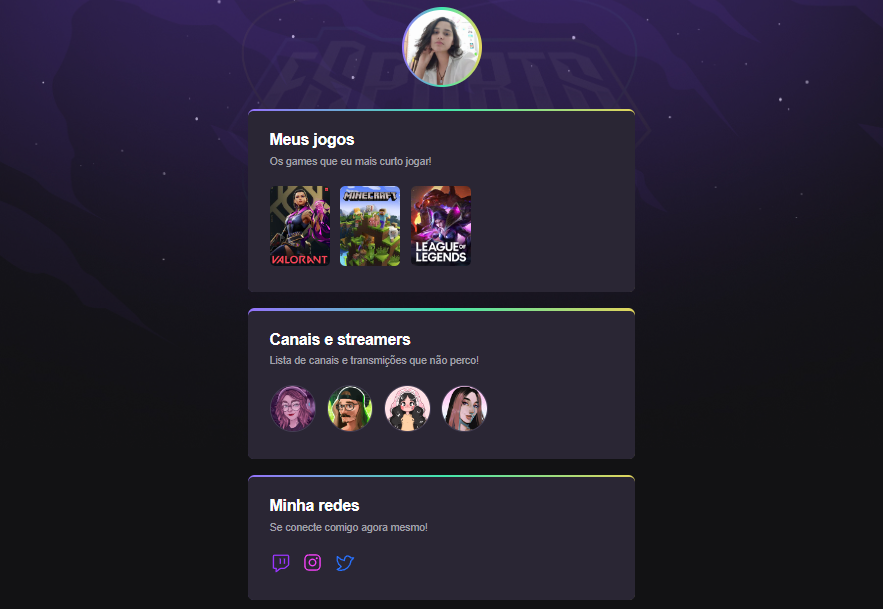 ESPORTS
Meus jogos
Os games que eu mais curto jogar!
VALORANT
MINECRAFT
LEAGUE OF
LEGENDS
Canais e streamers
Lista de canais e transmições que não perco!
Minha redes
Se conecte comigo agora mesmo!